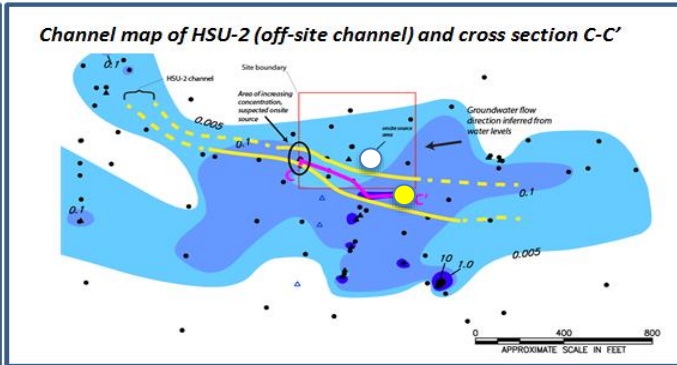 Channel map of HSU-2 (off-site channel) and cross section C-C’
0.1
HSU-2 channel
Site boundary
Area of increasing
concentration,
suspected onsite
source
Groundwater flow
direction inferred from
water levels
0.005
0.1
onsite source
area
C
C'
0.1
0.1
0.005
10
1.0
0 400 800
APPROXIMATE SCALE IN FEET